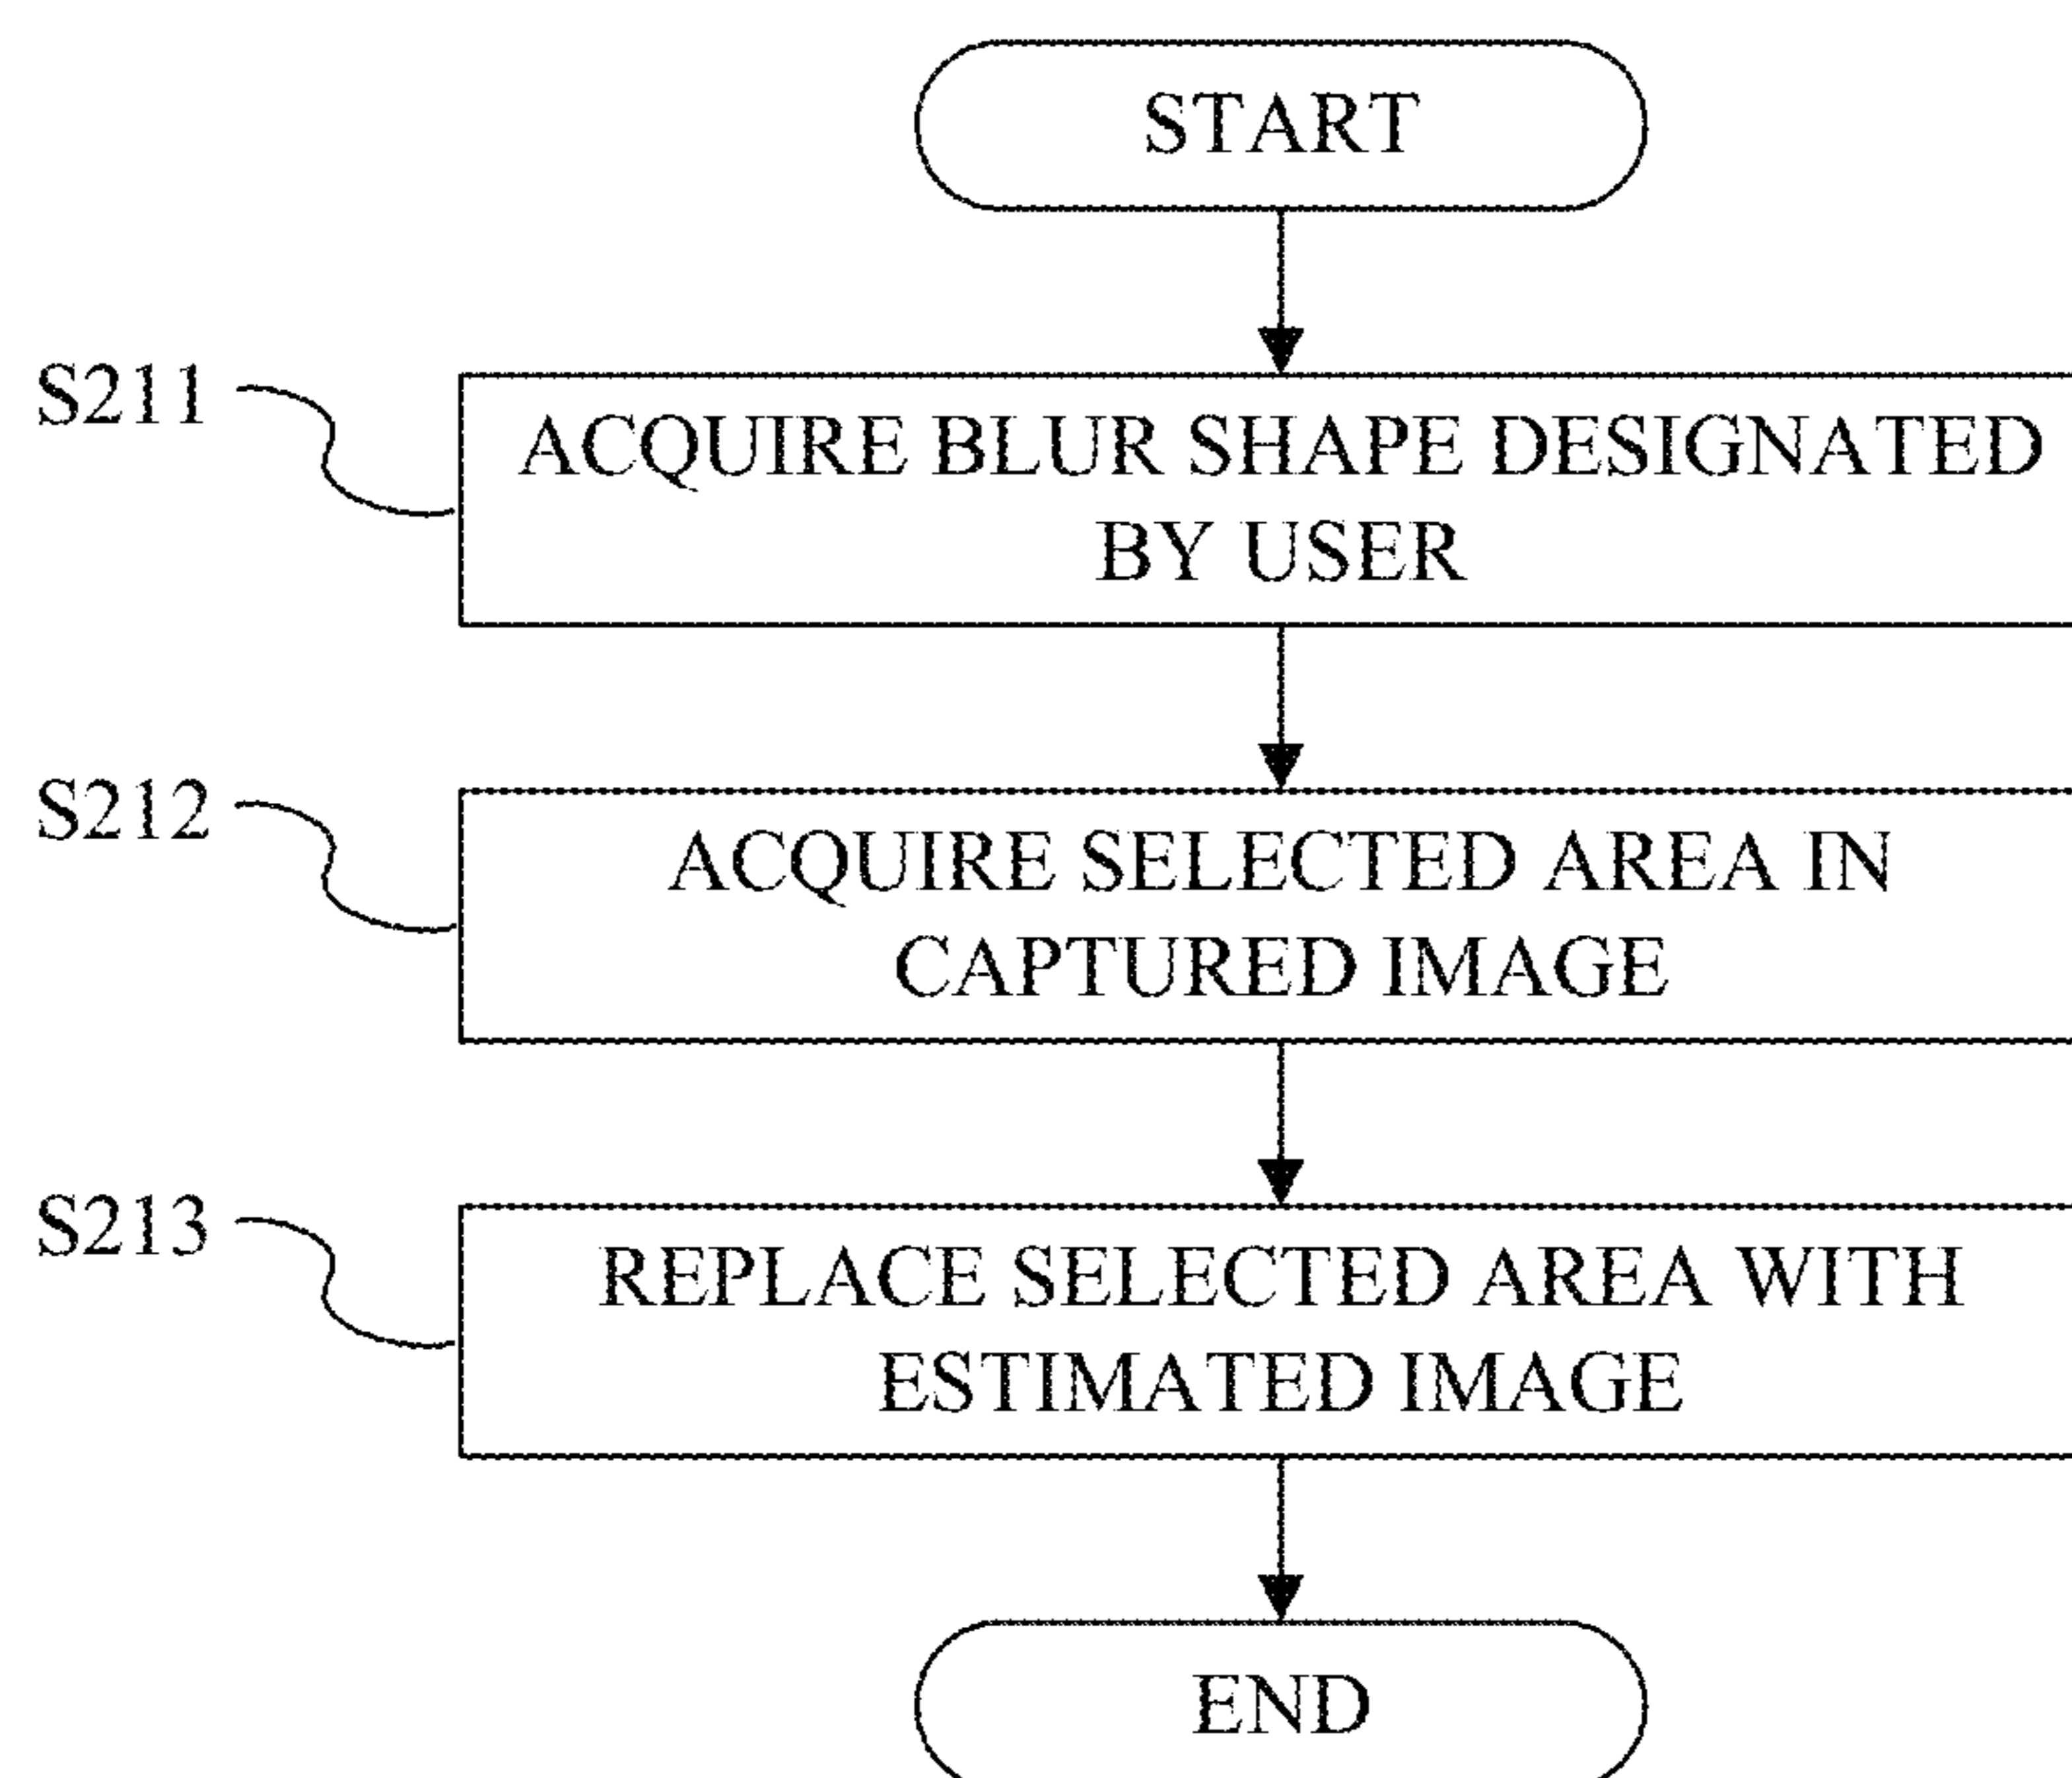 START
S211
ACQUIRE BLUR SHAPE DESIGNATED
BY USER
S212
ACQUIRE SELECTED AREA IN
CAPTURED IMAGE
S213
REPLACE SELECTED AREA WITH
ESTIMATED IMAGE
END